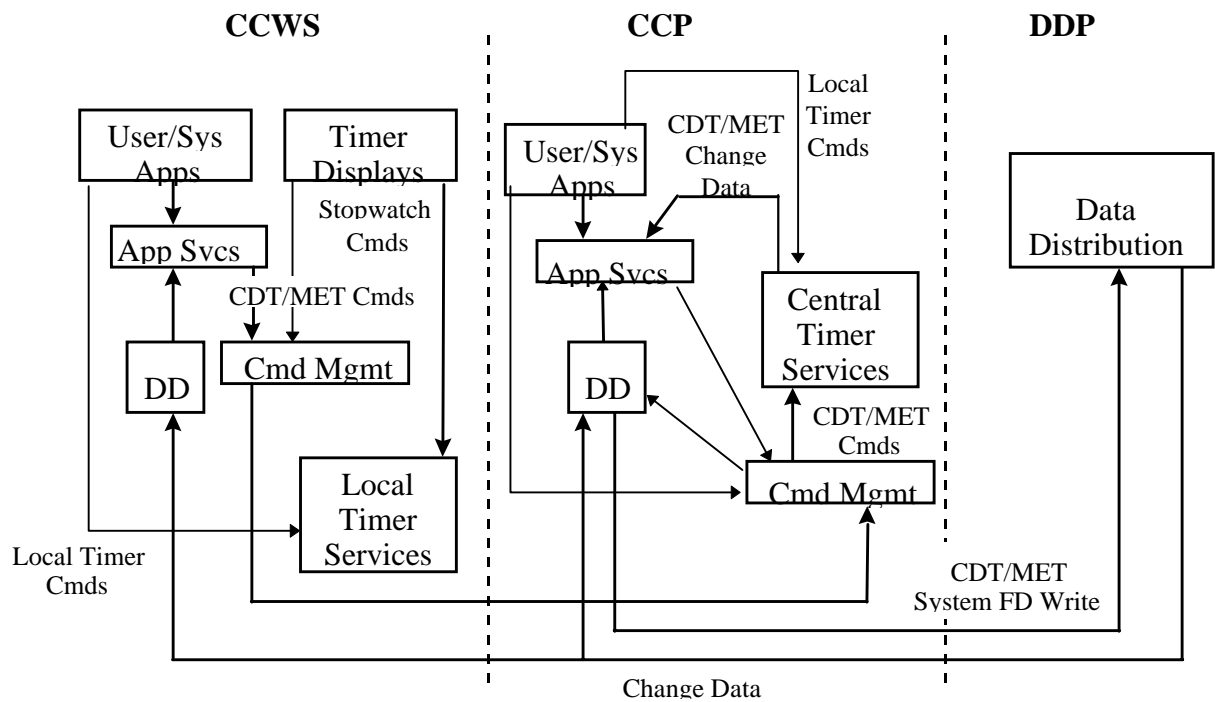 CCWS
CCP
DDP
User/Sys
Apps
Timer
Displays
Stopwatch
Cmds
App Svcs
CDT/MET Cmds
DD
Cmd Mgmt
Local
Timer
Services
Local Timer
Cmds
User/Sys
Apps
CDT/MET
Change
Data
Local
Timer
Cmds
App Svcs
Central
Timer
Services
DD
CDT/MET
Cmds
Cmd Mgmt
Data
Distribution
CDT/MET
System FD Write
Change Data